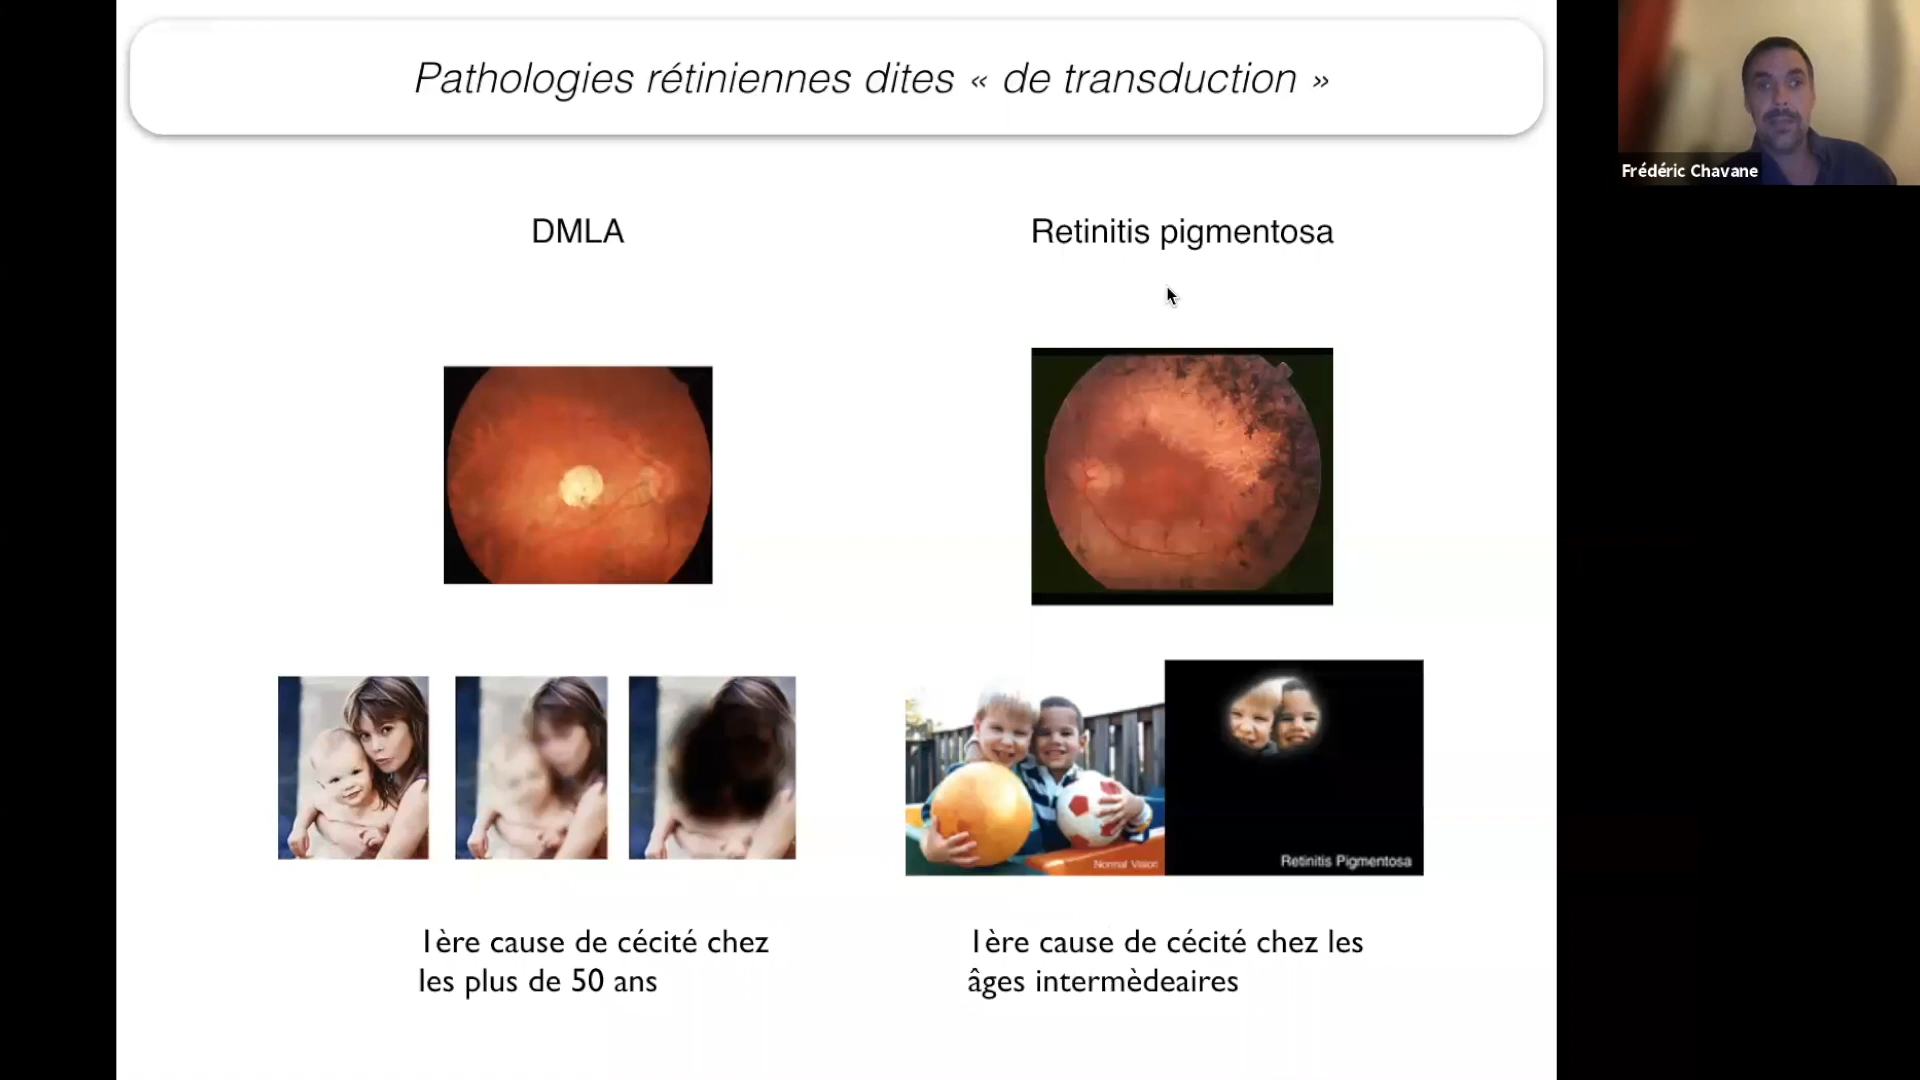 Pathologies rétiniennes dites « de transduction »
Frédéric Chavane
DMLA
Retinitis pigmentosa
Normal Vision
Retinitis Pigmentosa
1ère cause de cécité chez
les plus de 50 ans
1ère cause de cécité chez les
âges intermèdeaires